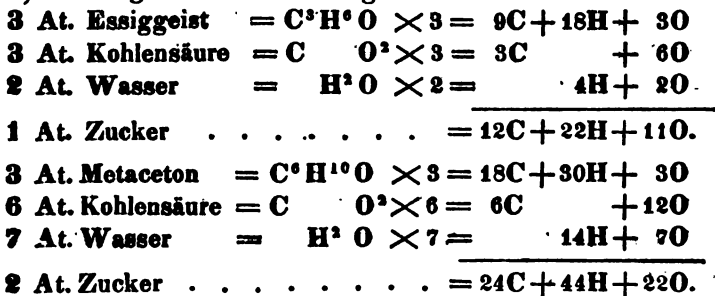 3 At. Essiggeist = C³H⁶O ×3 = 9C+18H+ 3O
3 At. Kohlensäure = C O²×3 = 3C + 6O
2 At. Wasser = H²O ×2 = 4H+ 2O
1 At. Zucker . . . . . . . = 12C+22H+11O.
3 At. Metaceton = C⁶H¹⁰O ×3 = 18C+30H+ 3O
6 At. Kohlensäure = C O²×6 = 6C +12O
7 At. Wasser = H² O ×7 = 14H+ 7O
2 At. Zucker . . . . . . . . = 24C+44H+22O.